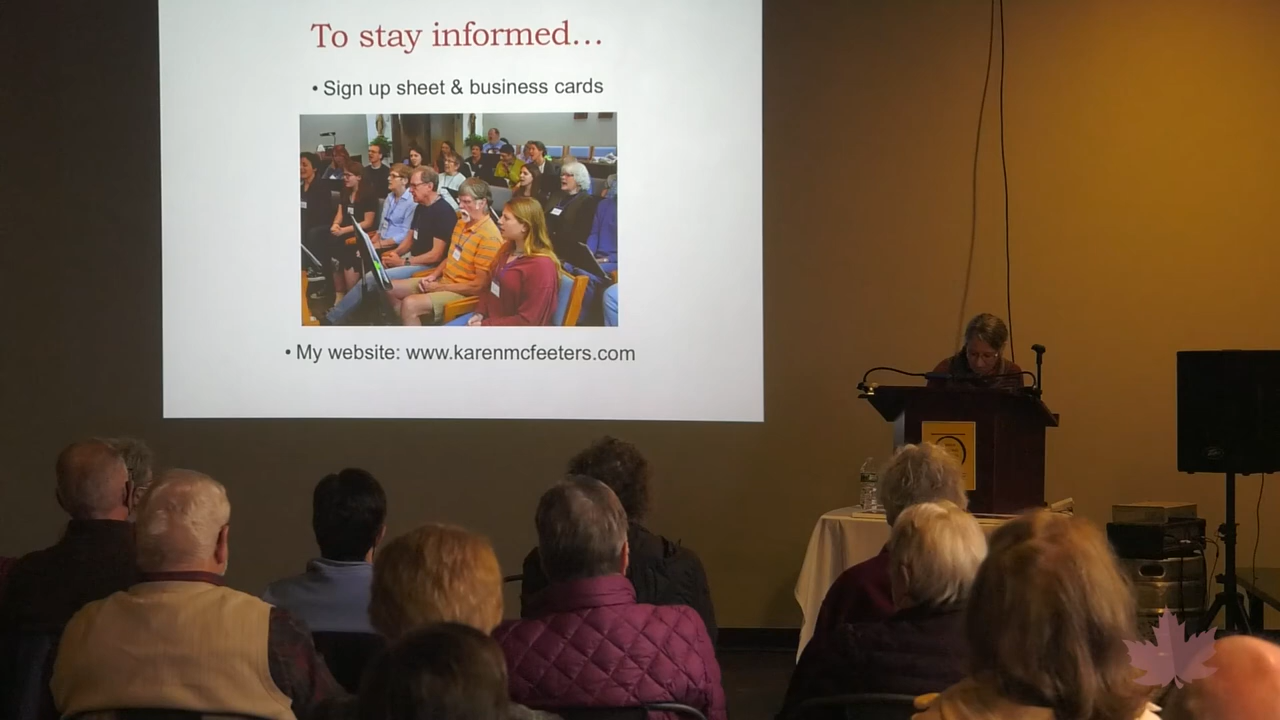 To stay informed…
• Sign up sheet & business cards
• My website: www.karenmcfeeters.com